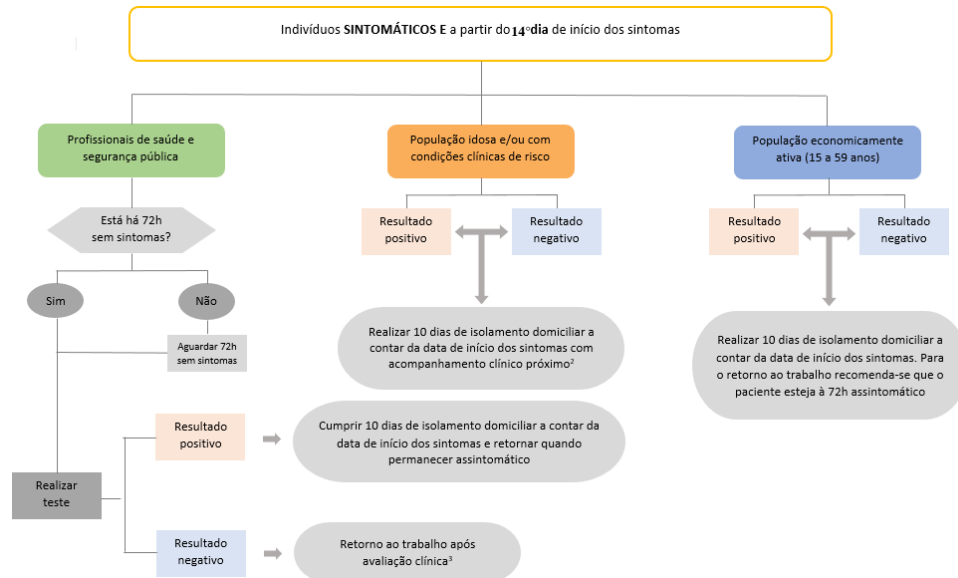 Indivíduos SINTOMÁTICOS E a partir do 14°dia de início dos sintomas
Profissionais de saúde e
segurança pública
População idosa e/ou com
condições clínicas de risco
População economicamente
ativa (15 a 59 anos)
Está há 72h
sem sintomas?
Resultado
positivo
Resultado
negativo
Resultado
positivo
Resultado
negativo
Sim
Não
Aguardar 72h
sem sintomas
Realizar 10 dias de isolamento domiciliar a
contar da data de início dos sintomas com
acompanhamento clínico próximo²
Realizar 10 dias de isolamento domiciliar a
contar da data de início dos sintomas. Para
o retorno ao trabalho recomenda-se que o
paciente esteja à 72h assintomático
Resultado
positivo
Cumprir 10 dias de isolamento domiciliar a contar da
data de início dos sintomas e retornar quando
permanecer assintomático
Realizar
teste
Resultado
negativo
Retorno ao trabalho após
avaliação clínica³